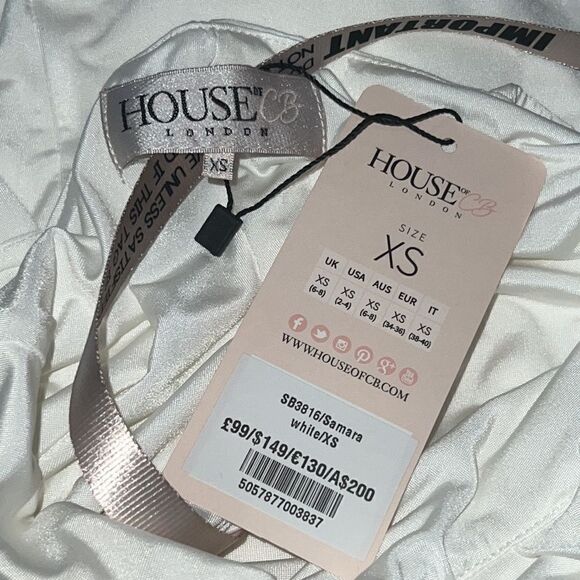 IMPORTANT
NOT
HOUSE OF CB
LONDON
XS
UNLESS SATISF
IF THIS TAG
HOUSE OF CB
LONDON
SIZE
XS
UK USA AUS EUR IT
XS XS XS XS XS
(6-8) (2-4) (6-8) (34-36) (38-40)
WWW.HOUSEOFCB.COM
SB3816/Samara
white/XS
£99/$149/€130/A$200
5057877003837